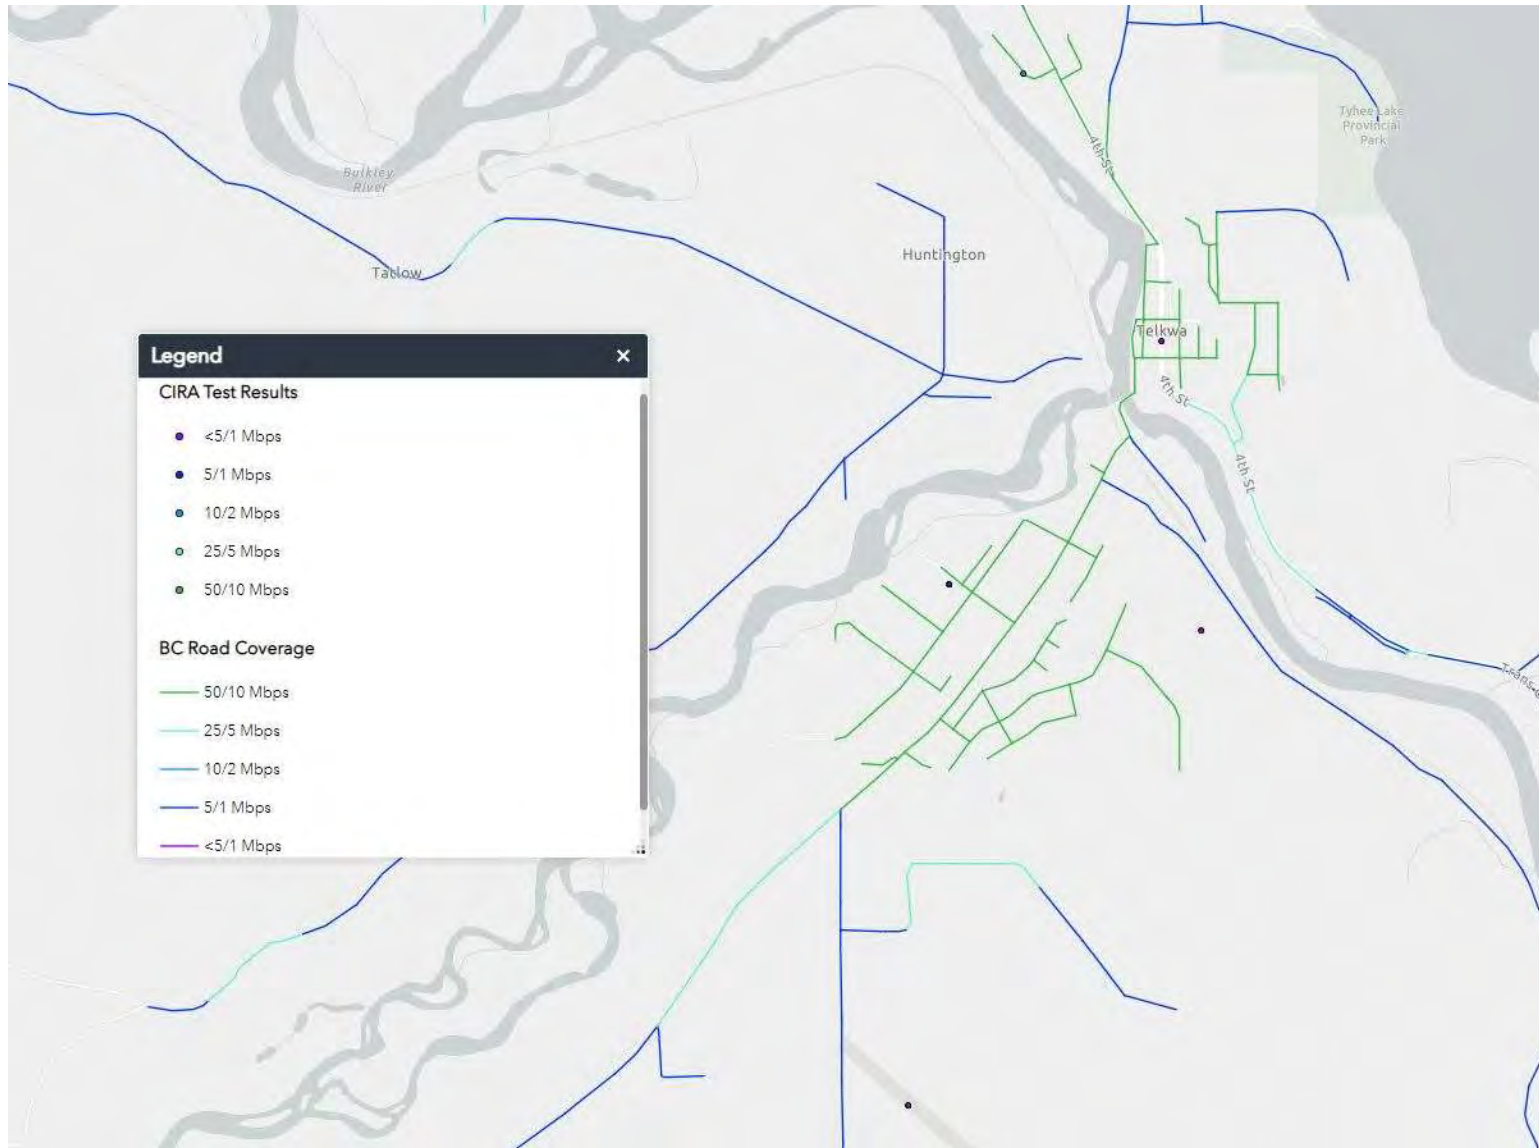 Tyhee Lake
Provincial
Park
4th St
Bulkley
River
Huntington
Tatlow
Telkwa
4th St
4th St
Legend
CIRA Test Results
<5/1 Mbps
5/1 Mbps
10/2 Mbps
25/5 Mbps
50/10 Mbps
BC Road Coverage
50/10 Mbps
25/5 Mbps
10/2 Mbps
5/1 Mbps
<5/1 Mbps